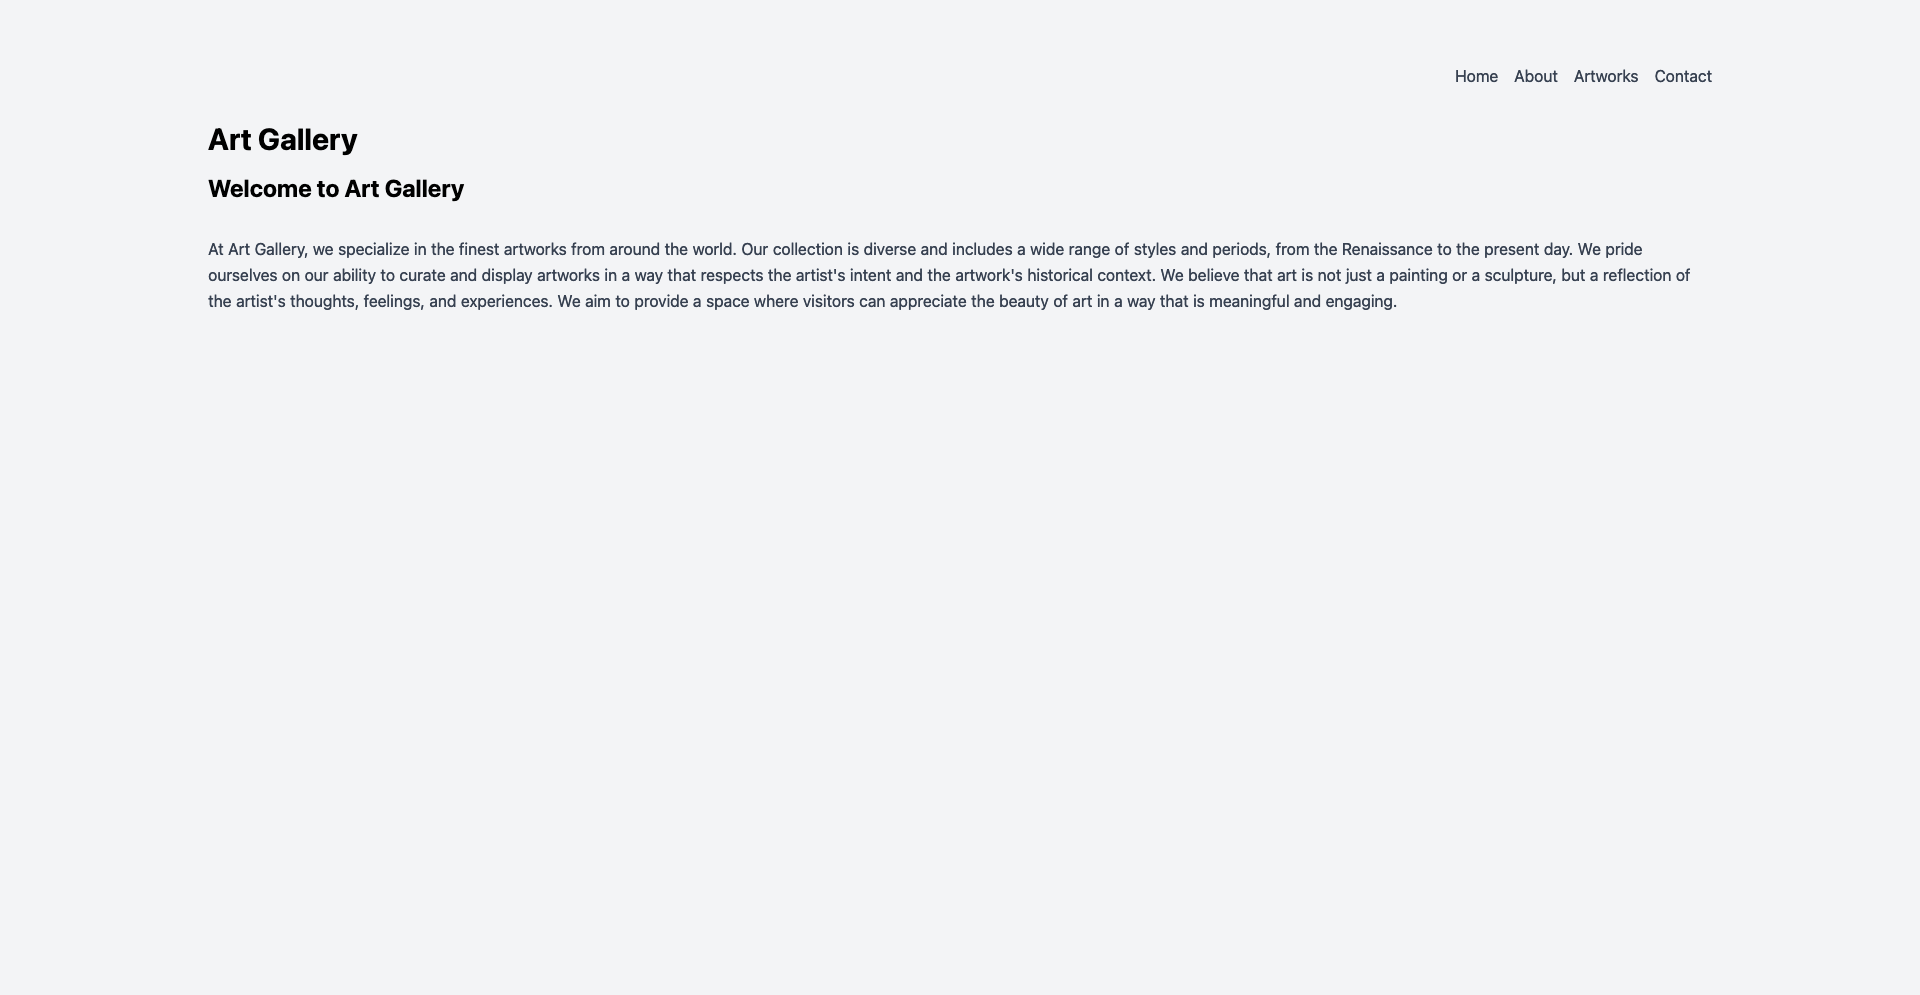 Home About Artworks Contact
Art Gallery
Welcome to Art Gallery
At Art Gallery, we specialize in the finest artworks from around the world. Our collection is diverse and includes a wide range of styles and periods, from the Renaissance to the present day. We pride
ourselves on our ability to curate and display artworks in a way that respects the artist's intent and the artwork's historical context. We believe that art is not just a painting or a sculpture, but a reflection of
the artist's thoughts, feelings, and experiences. We aim to provide a space where visitors can appreciate the beauty of art in a way that is meaningful and engaging.